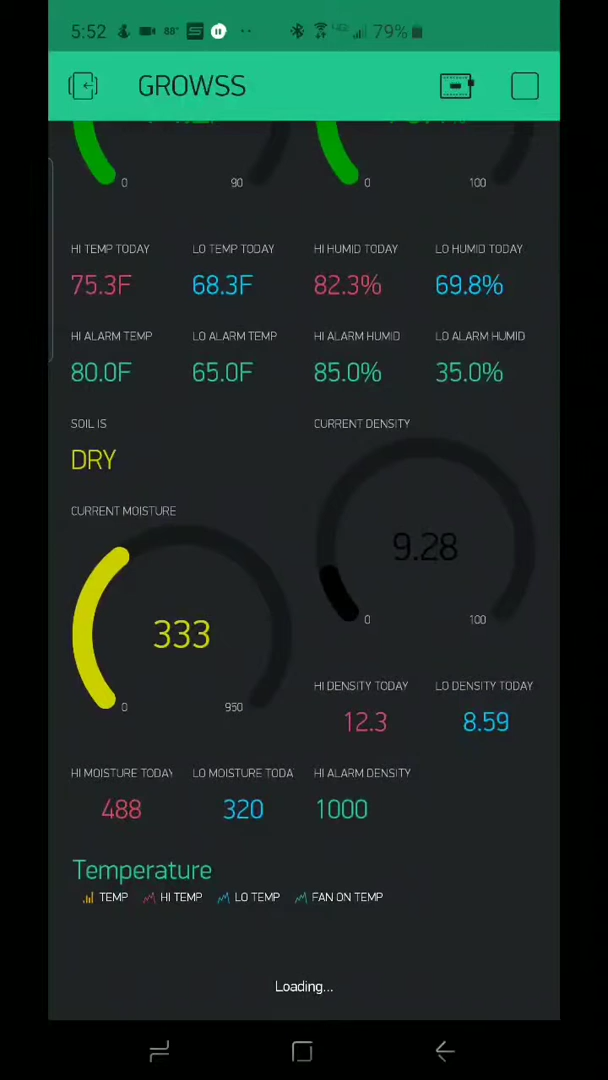 5:52 88° 79%
GROWSS
0 90 0 100
HI TEMP TODAY LO TEMP TODAY HI HUMID TODAY LO HUMID TODAY
75.3F 68.3F 82.3% 69.8%
HI ALARM TEMP LO ALARM TEMP HI ALARM HUMID LO ALARM HUMID
80.0F 65.0F 85.0% 35.0%
SOIL IS CURRENT DENSITY
DRY
CURRENT MOISTURE
9.28
0 100
333
0 950
HI DENSITY TODAY LO DENSITY TODAY
12.3 8.59
HI MOISTURE TODAY LO MOISTURE TODA HI ALARM DENSITY
488 320 1000
Temperature
TEMP HI TEMP LO TEMP FAN ON TEMP
Loading...